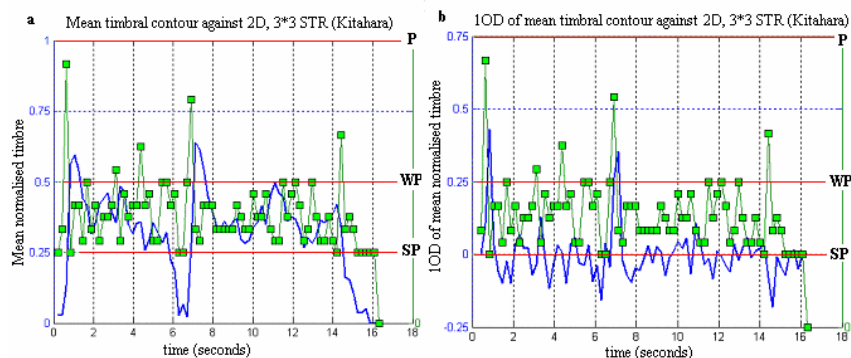 a
Mean timbral contour against 2D, 3*3 STR (Kitahara)
1
P
0.75
0.5
WP
0.25
SP
0
0
0
2
4
6
8
10
12
14
16
18
Mean normalised timbre
time (seconds)
b
1OD of mean timbral contour against 2D, 3*3 STR (Kitahara)
0.75
P
0.5
0.25
WP
0
SP
-0.25
0
0
2
4
6
8
10
12
14
16
18
1OD of mean normalised timbre
time (seconds)